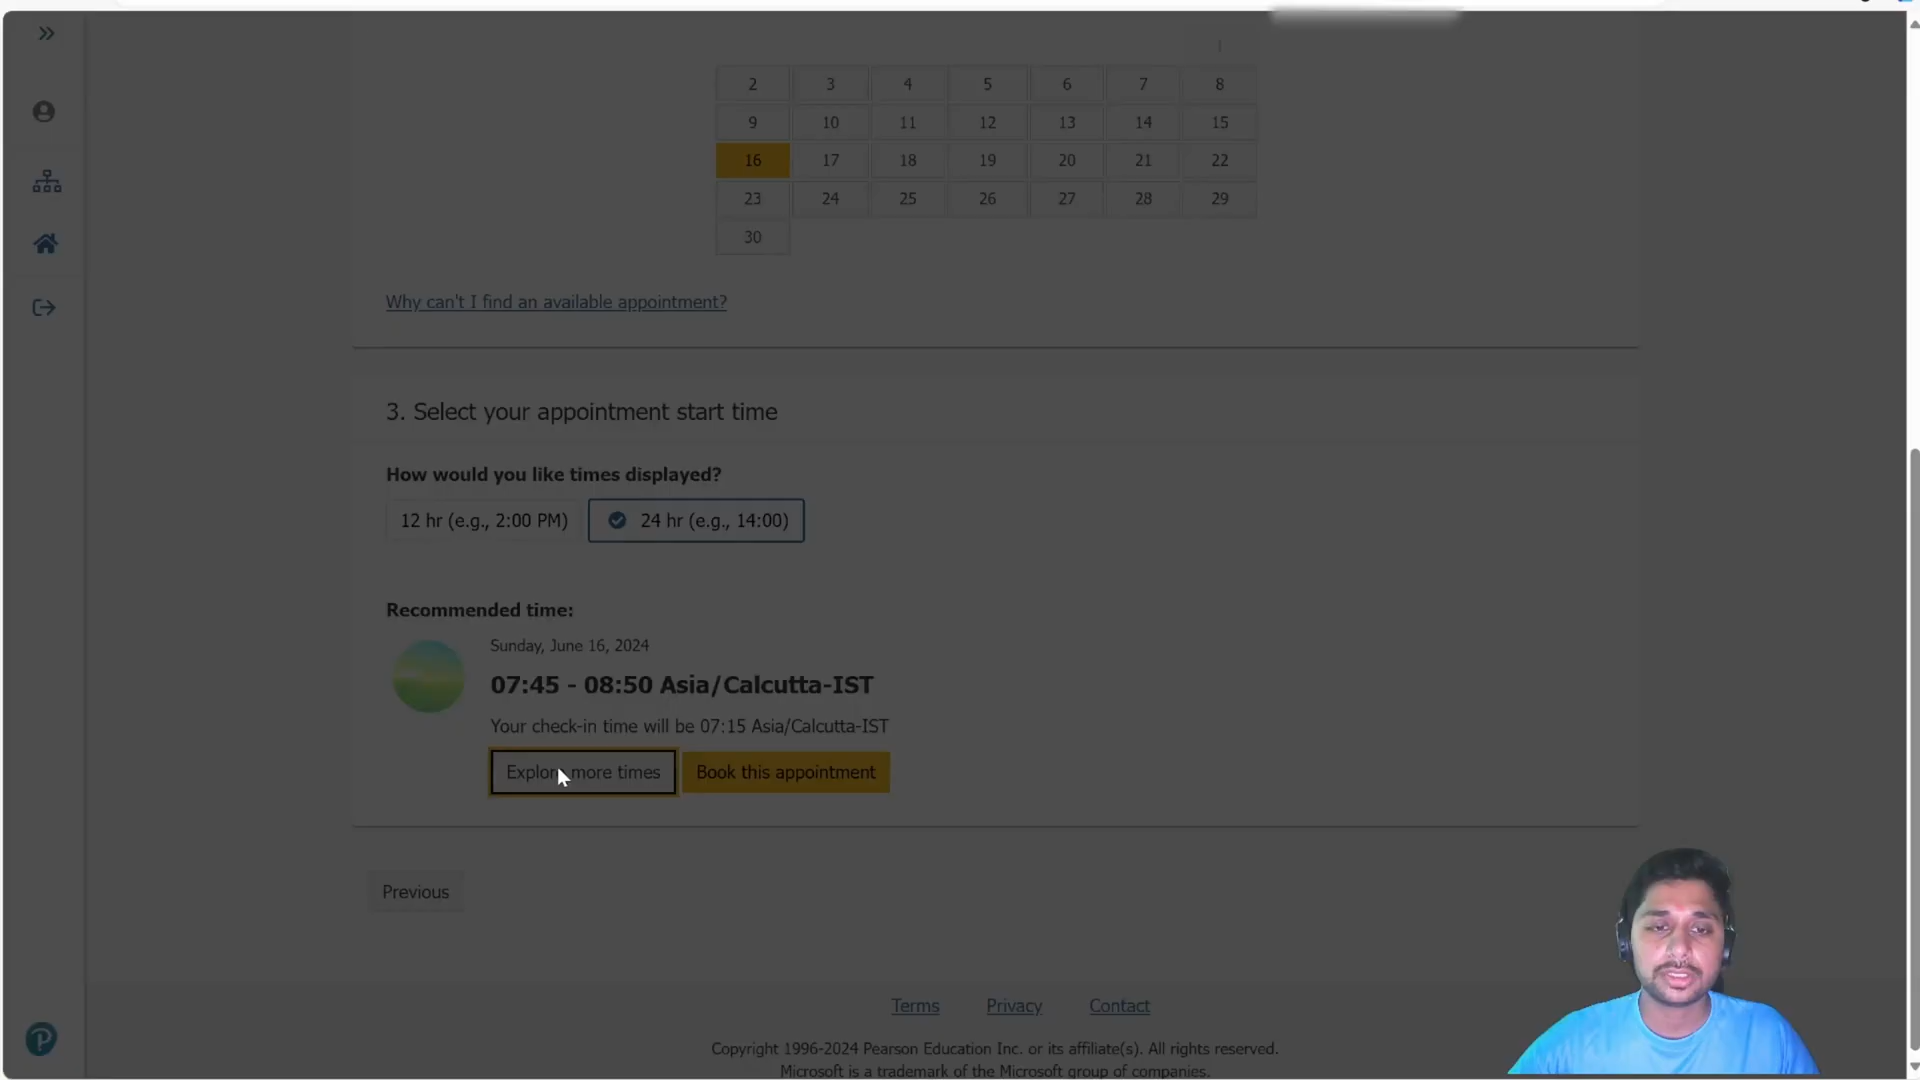 1
2 3 4 5 6 7 8
9 10 11 12 13 14 15
16 17 18 19 20 21 22
23 24 25 26 27 28 29
30
Why can't I find an available appointment?
3. Select your appointment start time
How would you like times displayed?
12 hr (e.g., 2:00 PM) 24 hr (e.g., 14:00)
Recommended time:
Sunday, June 16, 2024
07:45 - 08:50 Asia/Calcutta-IST
Your check-in time will be 07:15 Asia/Calcutta-IST
Explore more times Book this appointment
Previous
Terms Privacy Contact
Copyright 1996-2024 Pearson Education Inc. or its affiliate(s). All rights reserved.
Microsoft is a trademark of the Microsoft group of companies.